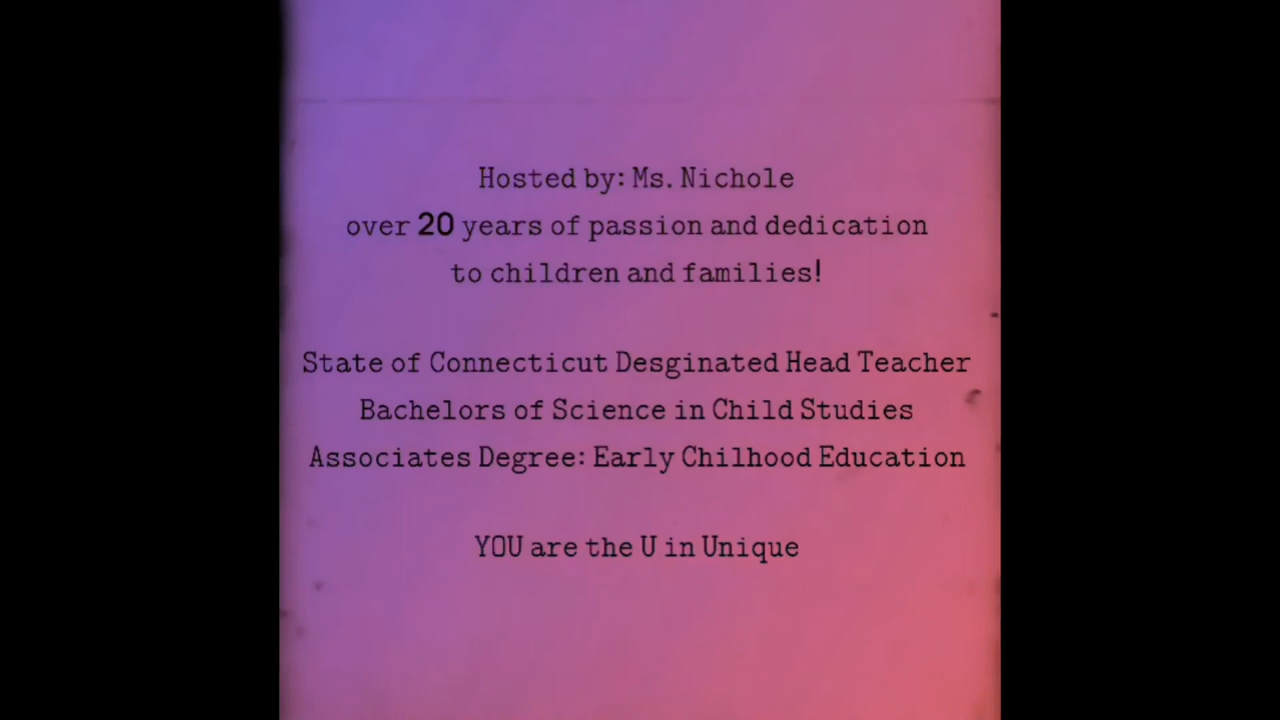 Hosted by: Ms. Nichole
over 20 years of passion and dedication
to children and families!
State of Connecticut Desginated Head Teacher
Bachelors of Science in Child Studies
Associates Degree: Early Chilhood Education
YOU are the U in Unique